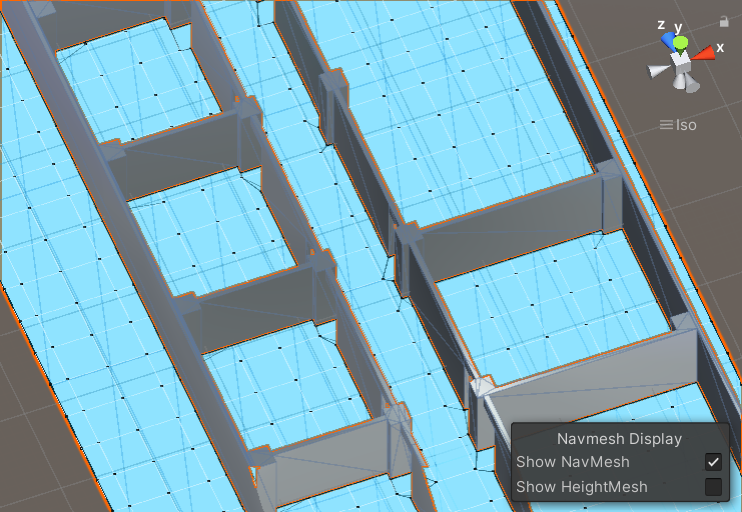 z y
x
Iso
Navmesh Display
Show NavMesh
Show HeightMesh